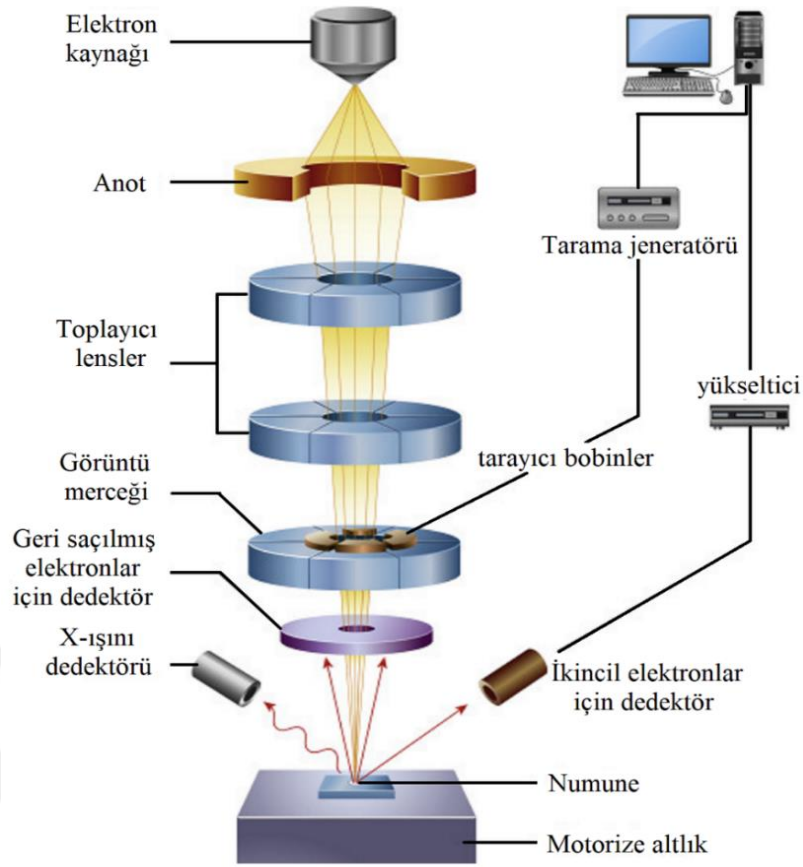 Elektron
kaynağı
Anot
Tarama jeneratörü
Toplayıcı
lensler
yükseltici
tarayıcı bobinler
Görüntü
merceği
Geri saçılmış
elektronlar
için dedektör
X-ışını
dedektörü
İkincil elektronlar
için dedektör
Numune
Motorize altlık